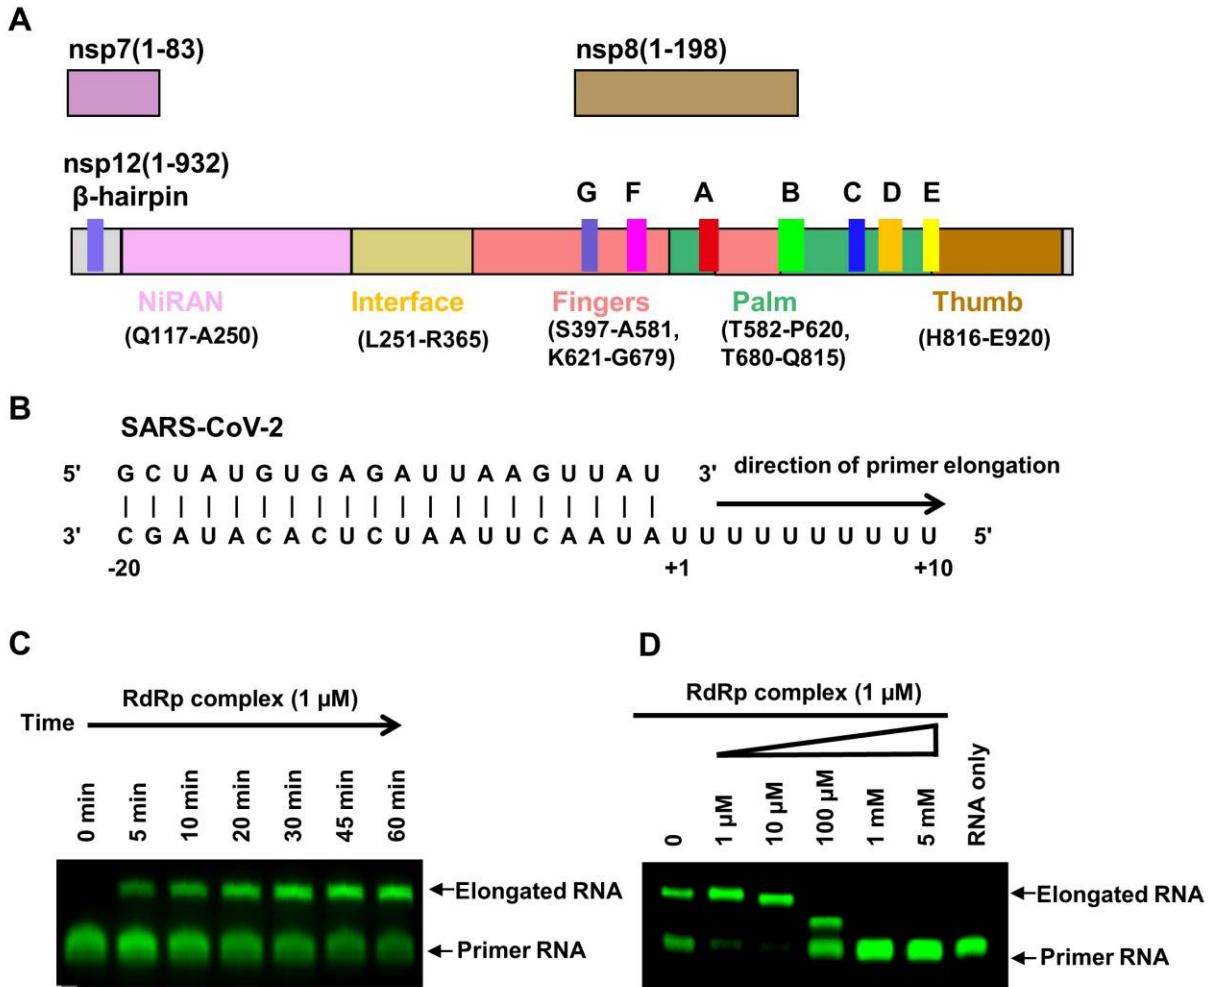 A
nsp7(1-83)
nsp8(1-198)
nsp12(1-932)
β-hairpin
G F A B C D E
NiRAN
(Q117-A250)
Interface
(L251-R365)
Fingers
(S397-A581,
K621-G679)
Palm
(T582-P620,
T680-Q815)
Thumb
(H816-E920)
B
SARS-CoV-2
5' G C U A U G U G A G A U U A A G U U A U 3'
direction of primer elongation
3' C G A U A C A C U C U A A U U C A A U A U U U U U U U U U U 5'
-20 +1 +10
C
RdRp complex (1 µM)
Time
0 min
5 min
10 min
20 min
30 min
45 min
60 min
Elongated RNA
Primer RNA
D
RdRp complex (1 µM)
0
1 µM
10 µM
100 µM
1 mM
5 mM
RNA only
Elongated RNA
Primer RNA